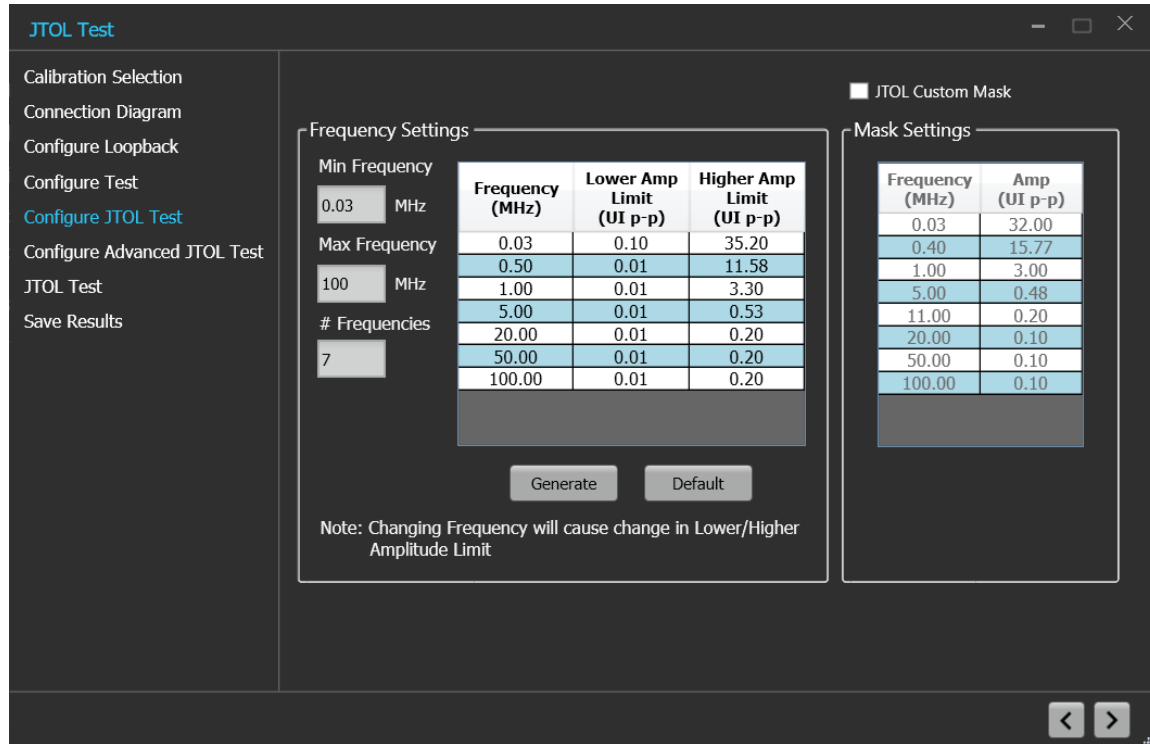 JTOL Test
Calibration Selection
Connection Diagram
Configure Loopback
Configure Test
Configure JTOL Test
Configure Advanced JTOL Test
JTOL Test
Save Results
JTOL Custom Mask
Frequency Settings
Min Frequency
0.03 MHz
Max Frequency
100 MHz
# Frequencies
7
Frequency (MHz) Lower Amp Limit (UI p-p) Higher Amp Limit (UI p-p)
0.03 0.10 35.20
0.50 0.01 11.58
1.00 0.01 3.30
5.00 0.01 0.53
20.00 0.01 0.20
50.00 0.01 0.20
100.00 0.01 0.20
Generate Default
Note: Changing Frequency will cause change in Lower/Higher
Amplitude Limit
Mask Settings
Frequency (MHz) Amp (UI p-p)
0.03 32.00
0.40 15.77
1.00 3.00
5.00 0.48
11.00 0.20
20.00 0.10
50.00 0.10
100.00 0.10